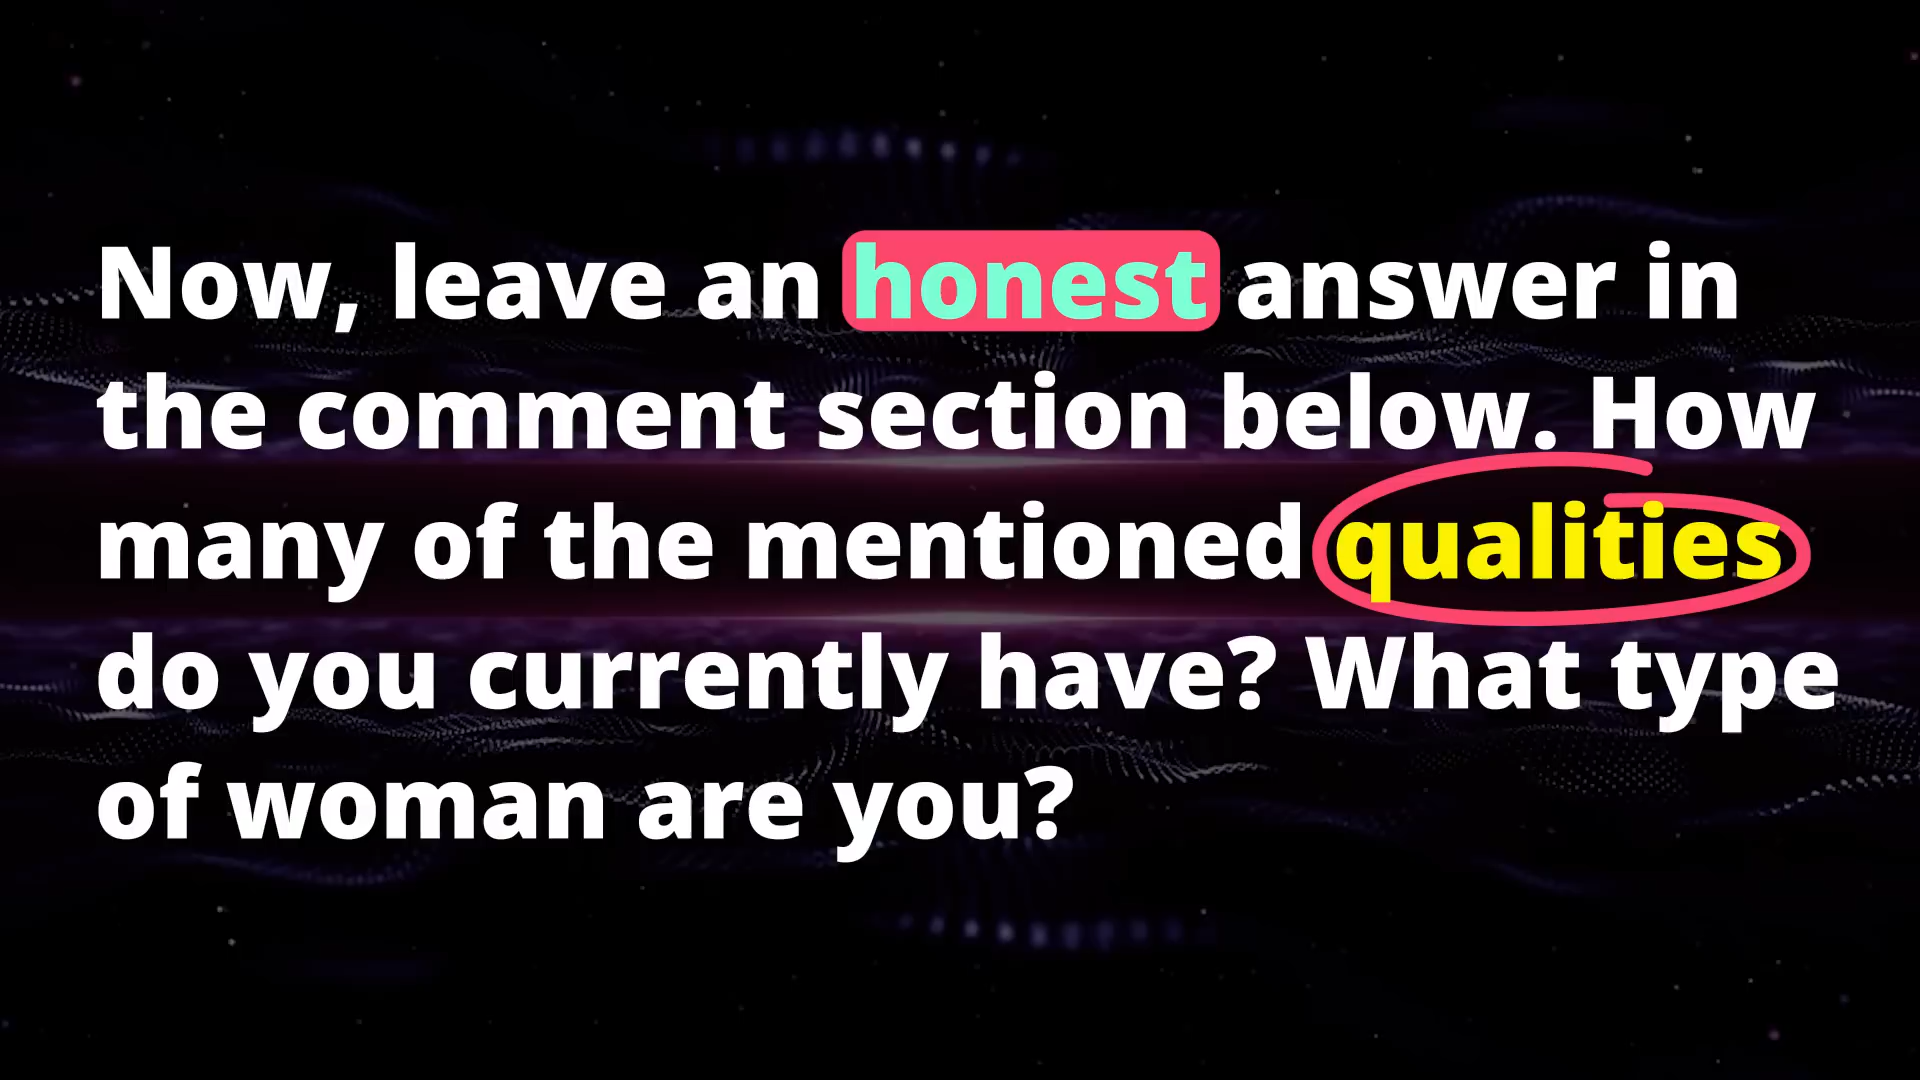 Now, leave an honest answer in
the comment section below. How
many of the mentioned qualities
do you currently have? What type
of woman are you?